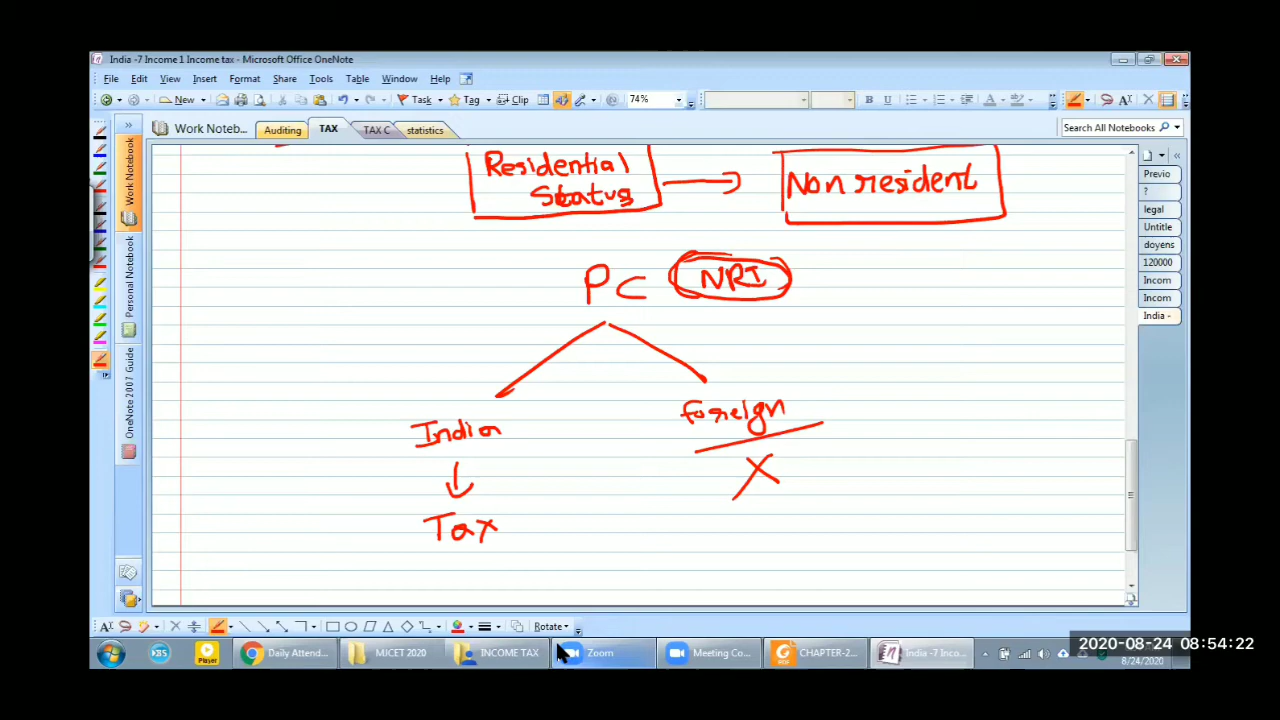 India -7 Income 1 Income tax - Microsoft Office OneNote
File Edit View Insert Format Share Tools Table Window Help
New Task Tag Clip 74% B U A
Work Noteb... Auditing TAX TAX C statistics Search All Notebooks
Work Notebook
Personal Notebook
OneNote 2007 Guide
Residential
Status
Non resident
PC NRI
India
Foreign
X
Tax
Previo
?
legal
Untitle
doyens
120000
Incom
Incom
India -
Rotate
Player Daily Attend... MJCET 2020 INCOME TAX Zoom Meeting Co... CHAPTER-2... India -7 Inco...
2020-08-24 08:54:22
8/24/2020